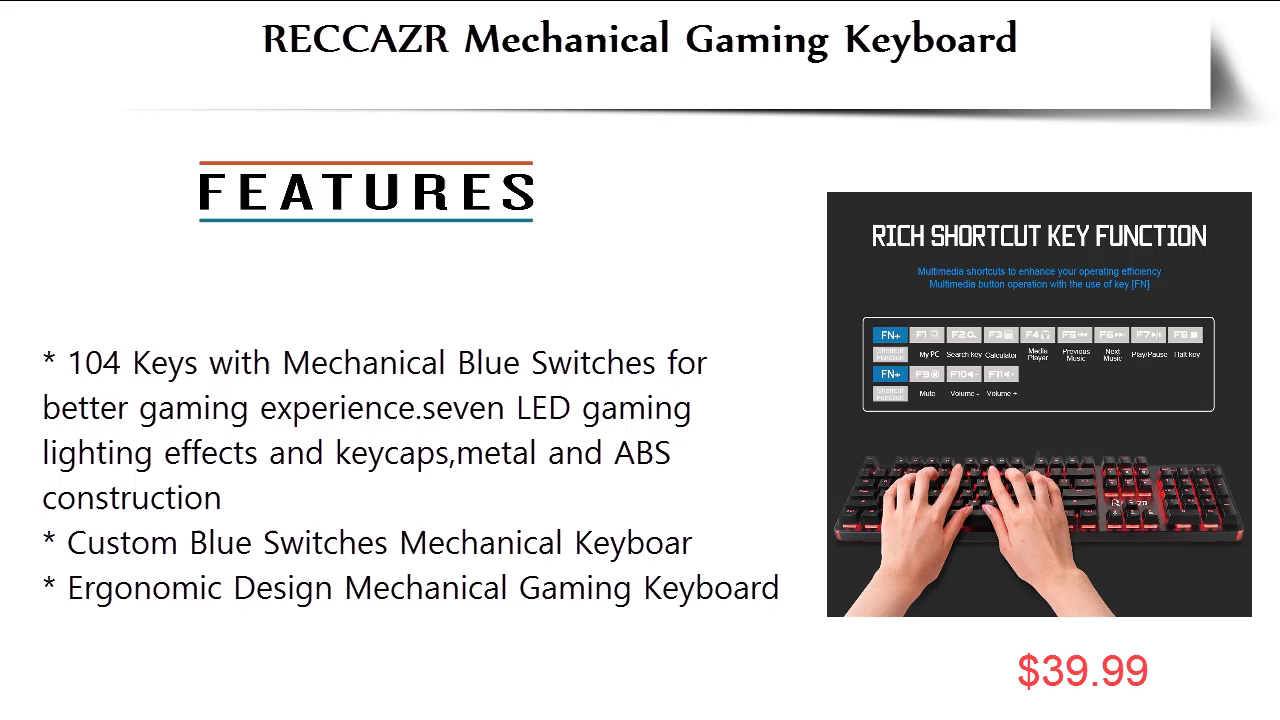 RECCAZR Mechanical Gaming Keyboard
FEATURES
* 104 Keys with Mechanical Blue Switches for
better gaming experience.seven LED gaming
lighting effects and keycaps,metal and ABS
construction
* Custom Blue Switches Mechanical Keyboar
* Ergonomic Design Mechanical Gaming Keyboard
RICH SHORTCUT KEY FUNCTION
Multimedia shortcuts to enhance your operating efficiency
Multimedia button operation with the use of key [FN]
FN+ F1 F2 F3 F4 F5 F6 F7 F8
Shortcut Function My PC Search key Calculator Media Player Previous Music Next Music Play/Pause Halt key
FN+ F9 F10 F11
Shortcut Function Mute Volume - Volume +
$39.99